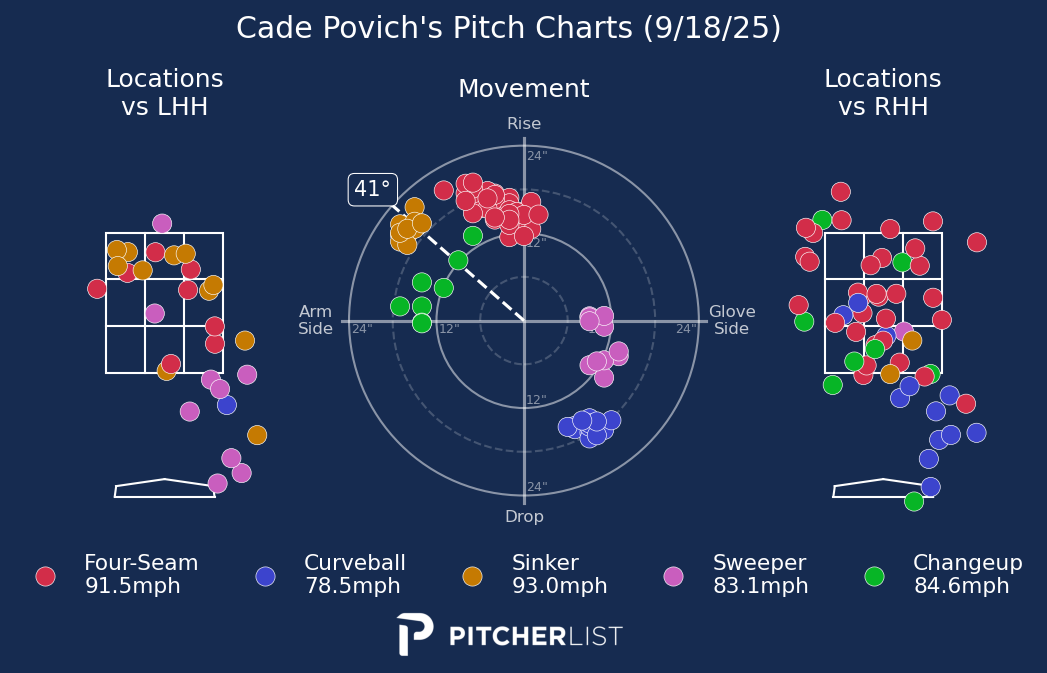 Cade Povich's Pitch Charts (9/18/25)
Locations
vs LHH
Movement
Locations
vs RHH
Rise
24"
41°
12"
Arm
Side
24"
12"
24"
Glove
Side
12"
24"
Drop
Four-Seam
91.5mph
Curveball
78.5mph
Sinker
93.0mph
Sweeper
83.1mph
Changeup
84.6mph
PITCHERLIST